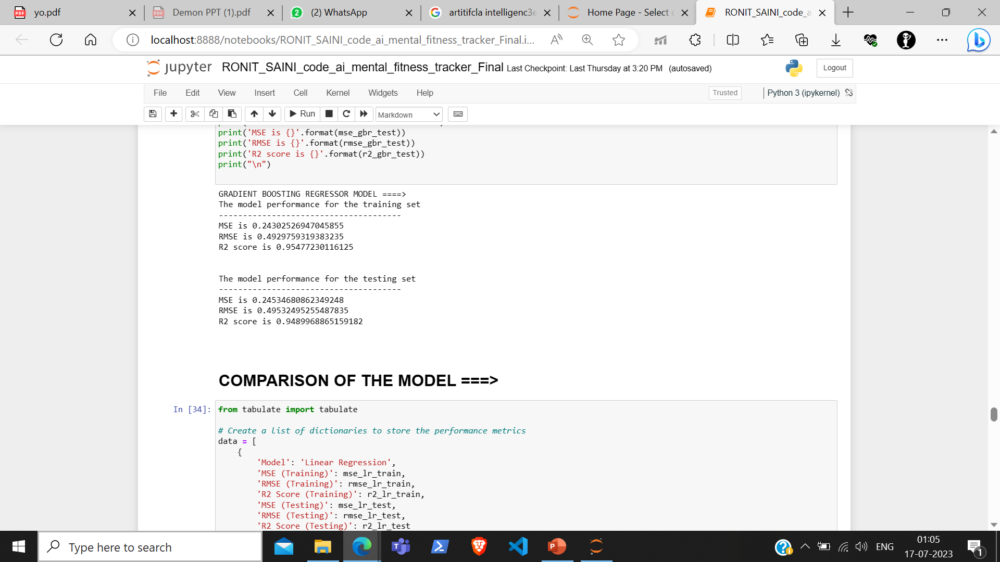 yo.pdf
Demon PPT (1).pdf
(2) WhatsApp
artitifcla intelligenc3e
Home Page - Select
RONIT_SAINI_code_a
localhost:8888/notebooks/RONIT_SAINI_code_ai_mental_fitness_tracker_Final.i...
jupyter RONIT_SAINI_code_ai_mental_fitness_tracker_Final Last Checkpoint: Last Thursday at 3:20 PM (autosaved)
Logout
File Edit View Insert Cell Kernel Widgets Help
Trusted
Python 3 (ipykernel)
Run
Markdown
print('MSE is {}'.format(mse_gbr_test))
print('RMSE is {}'.format(rmse_gbr_test))
print('R2 score is {}'.format(r2_gbr_test))
print("\n")
GRADIENT BOOSTING REGRESSOR MODEL ====>
The model performance for the training set
--------------------------------------
MSE is 0.24302526947045855
RMSE is 0.4929759319383235
R2 score is 0.95477230116125
The model performance for the testing set
--------------------------------------
MSE is 0.24534680862349248
RMSE is 0.49532495255487835
R2 score is 0.9489968865159182
COMPARISON OF THE MODEL ===>
In [34]:
from tabulate import tabulate
# Create a list of dictionaries to store the performance metrics
data = [
{
'Model': 'Linear Regression',
'MSE (Training)': mse_lr_train,
'RMSE (Training)': rmse_lr_train,
'R2 Score (Training)': r2_lr_train,
'MSE (Testing)': mse_lr_test,
'RMSE (Testing)': rmse_lr_test,
'R2 Score (Testing)': r2_lr_test
Type here to search
ENG
01:05
17-07-2023
1